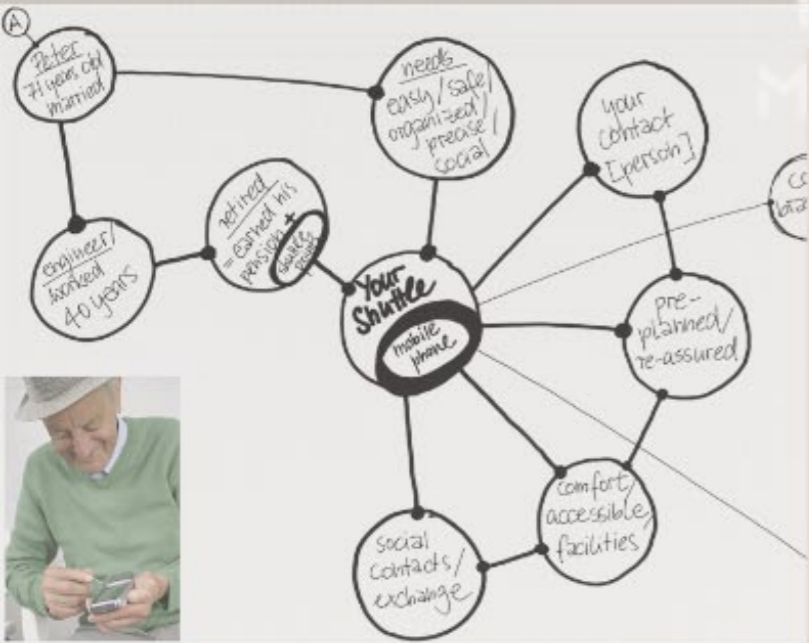 A
Peter
71 years old
married
needs
easy/safe/
organized/
precise/
social
your
contact
[person]
retired
= earned his
pension +
engineer/
worked
40 years
Your
Shuttle
mobile
phone
pre-
planned/
re-assured
comfort/
accessible/
facilities
social
contacts/
exchange